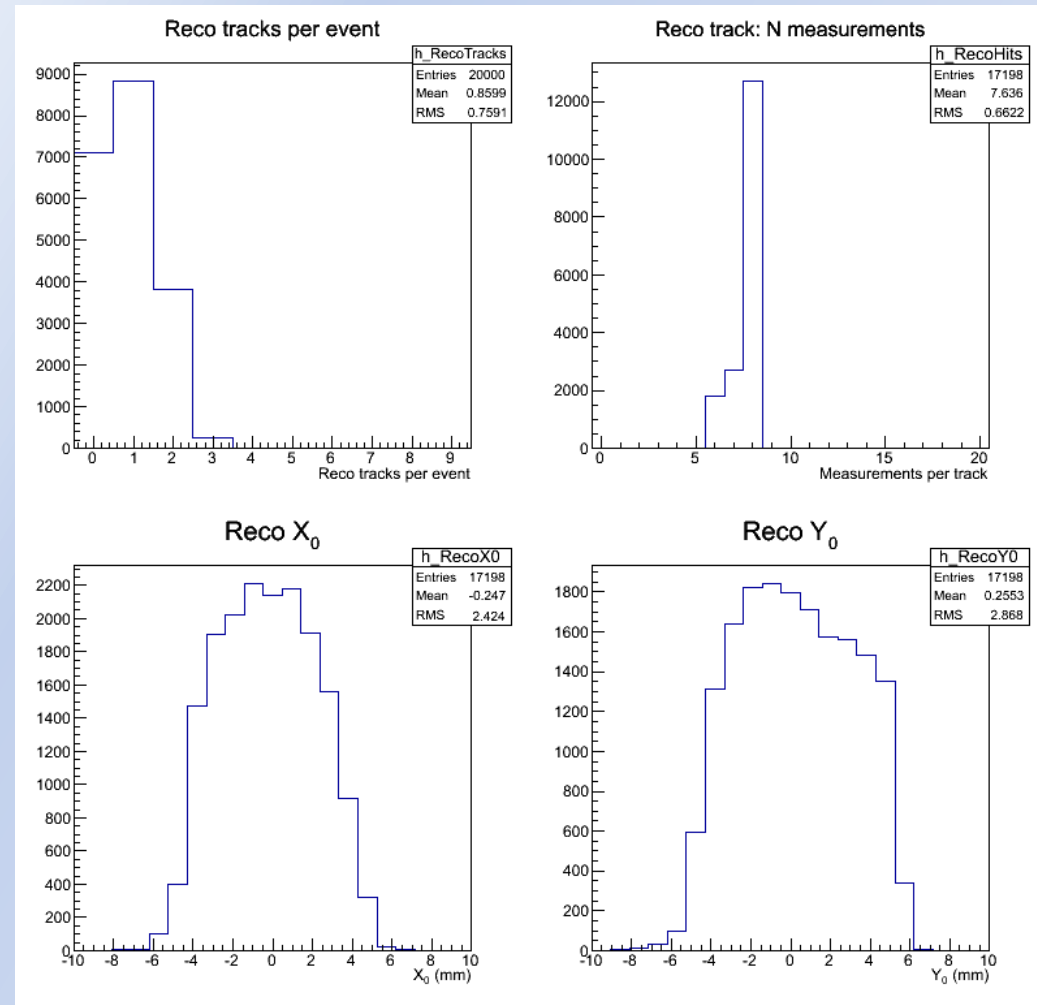 Reco tracks per event
h_RecoTracks
Entries 20000
Mean 0.8599
RMS 0.7591
9000
8000
7000
6000
5000
4000
3000
2000
1000
0
0 1 2 3 4 5 6 7 8 9
Reco tracks per event
Reco track: N measurements
h_RecoHits
Entries 17198
Mean 7.636
RMS 0.6622
12000
10000
8000
6000
4000
2000
0
0 5 10 15 20
Measurements per track
Reco X0
h_RecoX0
Entries 17198
Mean -0.247
RMS 2.424
2200
2000
1800
1600
1400
1200
1000
800
600
400
200
0
-10 -8 -6 -4 -2 0 2 4 6 8 10
X0 (mm)
Reco Y0
h_RecoY0
Entries 17198
Mean 0.2553
RMS 2.868
1800
1600
1400
1200
1000
800
600
400
200
0
-10 -8 -6 -4 -2 0 2 4 6 8 10
Y0 (mm)